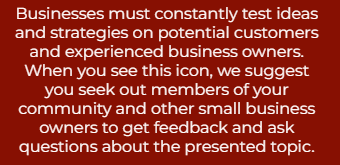 Businesses must constantly test ideas
and strategies on potential customers
and experienced business owners.
When you see this icon, we suggest
you seek out members of your
community and other small business
owners to get feedback and ask
questions about the presented topic.